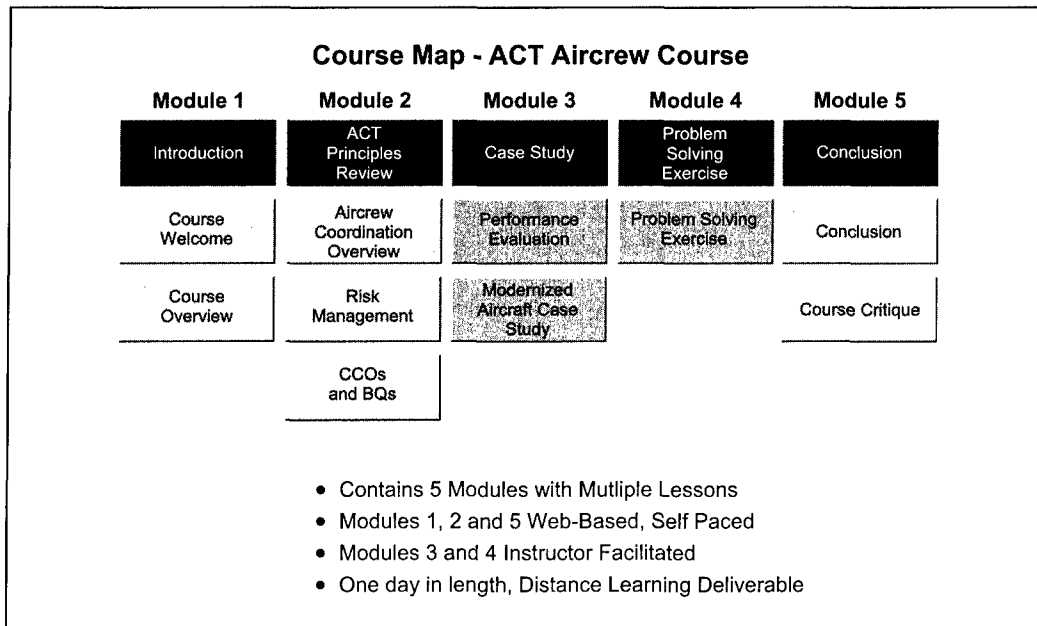 Course Map - ACT Aircrew Course
Module 1
Module 2
Module 3
Module 4
Module 5
Introduction
ACT
Principles
Review
Case Study
Problem
Solving
Exercise
Conclusion
Course
Welcome
Aircrew
Coordination
Overview
Performance
Evaluation
Problem Solving
Exercise
Conclusion
Course
Overview
Risk
Management
Modernized
Aircraft Case
Study
Course Critique
CCOs
and BQs
• Contains 5 Modules with Mutliple Lessons
• Modules 1, 2 and 5 Web-Based, Self Paced
• Modules 3 and 4 Instructor Facilitated
• One day in length, Distance Learning Deliverable